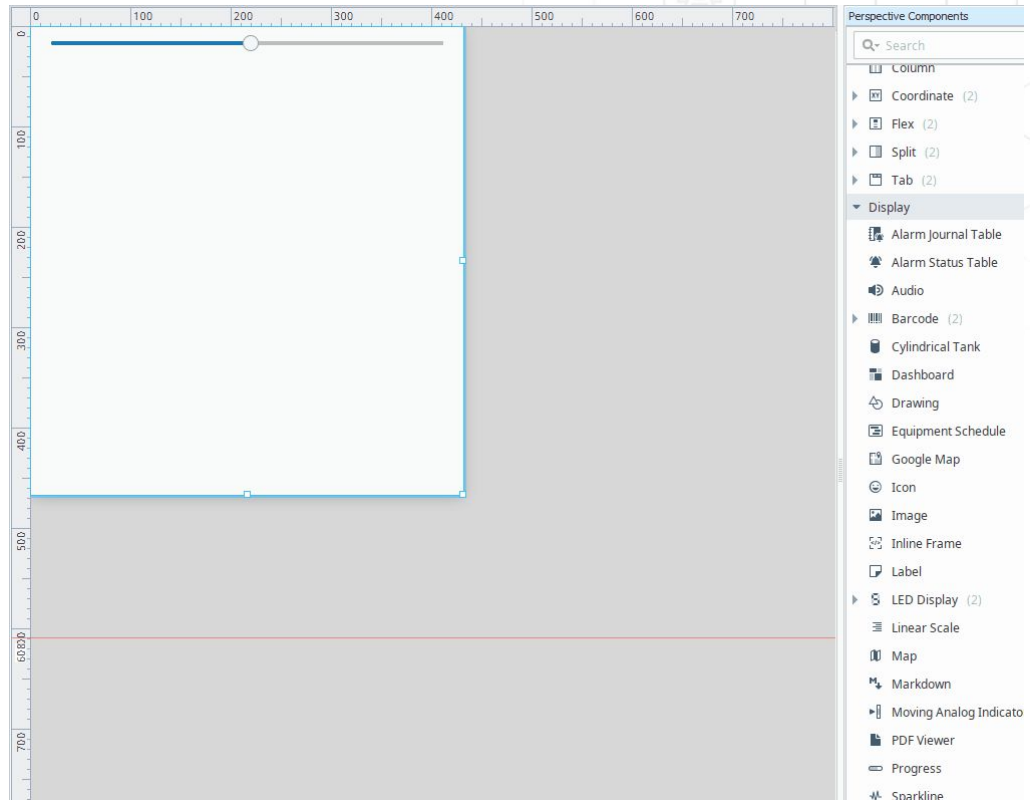 0 100 200 300 400 500 600 700
Perspective Components
0
Search
Column
Coordinate (2)
100
Flex (2)
Split (2)
Tab (2)
Display
200
Alarm Journal Table
Alarm Status Table
Audio
Barcode (2)
300
Cylindrical Tank
Dashboard
Drawing
Equipment Schedule
400
Google Map
Icon
Image
500
Inline Frame
Label
LED Display (2)
Linear Scale
Map
Markdown
Moving Analog Indicato
700
PDF Viewer
Progress
Sparkline